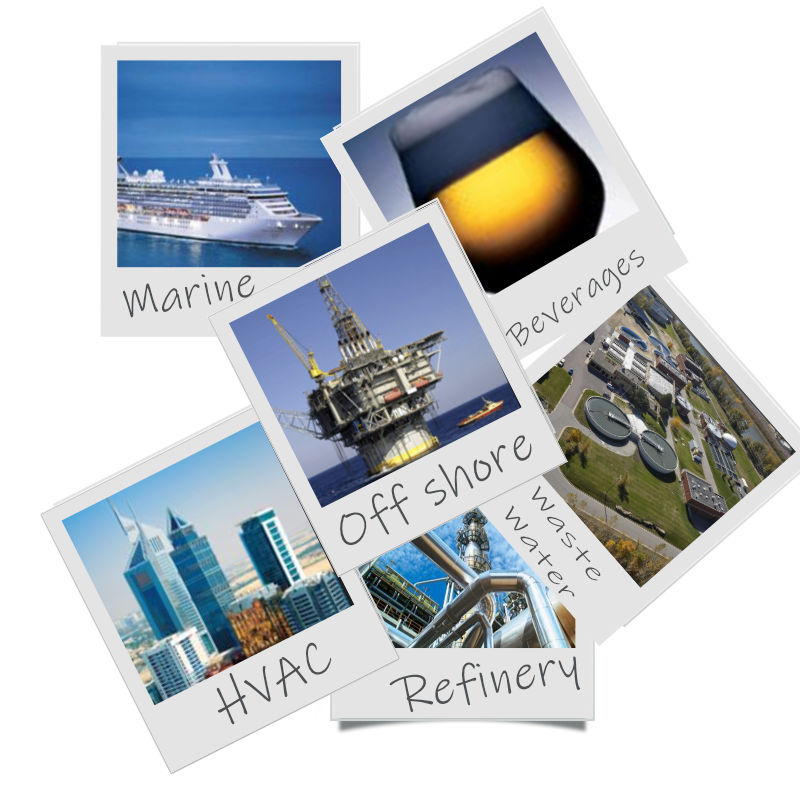 Marine
Beverages
Off shore
Waste
Water
HVAC
Refinery